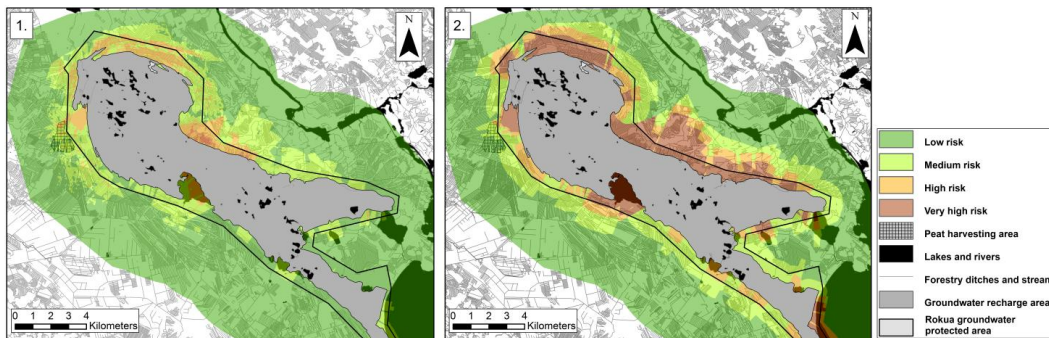 1.
N
0 1 2 3 4
Kilometers
2.
N
0 1 2 3 4
Kilometers
Low risk
Medium risk
High risk
Very high risk
Peat harvesting area
Lakes and rivers
Forestry ditches and stream
Groundwater recharge area
Rokua groundwater
protected area